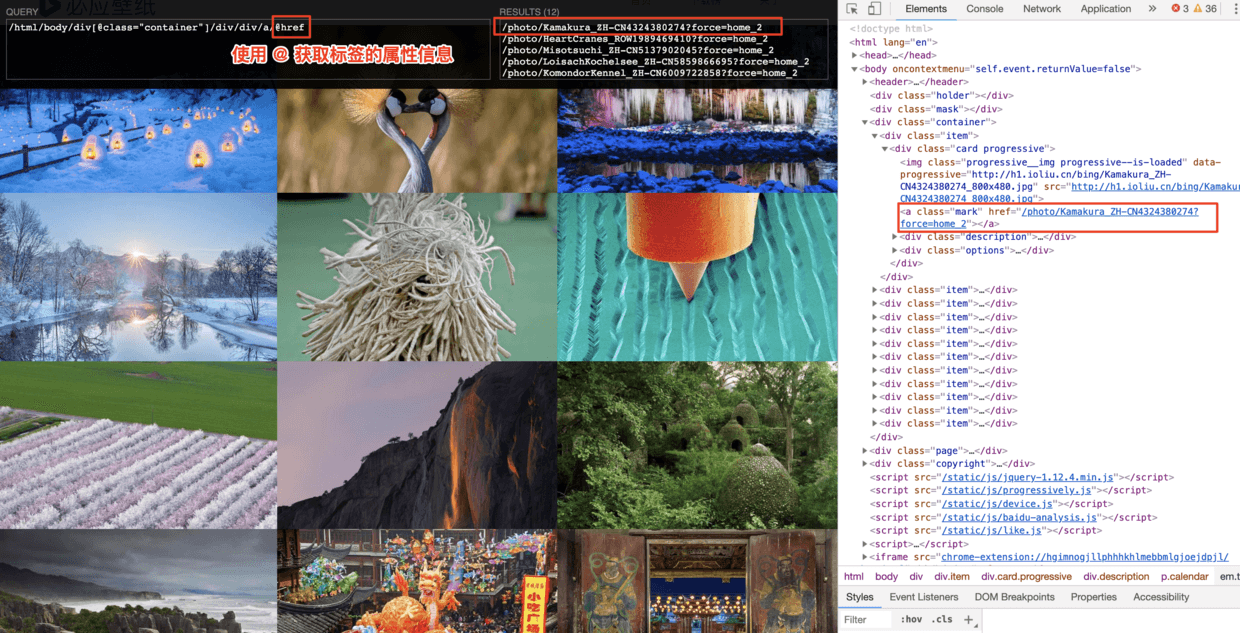 必应壁纸
QUERY
/html/body/div[@class="container"]/div/div/a/@href
使用 @ 获取标签的属性信息
RESULTS (12)
/photo/Kamakura_ZH-CN4324380274?force=home_2
/photo/HeartCranes_ROW1989469410?force=home_2
/photo/Misotsuchi_ZH-CN5137902045?force=home_2
/photo/LoisachKochelsee_ZH-CN5859866695?force=home_2
/photo/KomondorKennel_ZH-CN6009722858?force=home_2
小吃广场
Elements Console Network Application » 3 36
<!doctype html>
<html lang="en">
<head>…</head>
<body oncontextmenu="self.event.returnValue=false">
<header>…</header>
<div class="holder"></div>
<div class="mask"></div>
<div class="container">
<div class="item">
<div class="card progressive">
<img class="progressive__img progressive--is-loaded" data-
progressive="http://h1.ioliu.cn/bing/Kamakura_ZH-
CN4324380274_800x480.jpg" src="http://h1.ioliu.cn/bing/Kamaku
CN4324380274_800x480.jpg">
<a class="mark" href="/photo/Kamakura_ZH-CN4324380274?
force=home_2"></a>
<div class="description">…</div>
<div class="options">…</div>
</div>
</div>
<div class="item">…</div>
<div class="item">…</div>
<div class="item">…</div>
<div class="item">…</div>
<div class="item">…</div>
<div class="item">…</div>
<div class="item">…</div>
<div class="item">…</div>
<div class="item">…</div>
<div class="item">…</div>
<div class="item">…</div>
</div>
<div class="page">…</div>
<div class="copyright">…</div>
<script src="/static/js/jquery-1.12.4.min.js"></script>
<script src="/static/js/progressively.js"></script>
<script src="/static/js/device.js"></script>
<script src="/static/js/baidu-analysis.js"></script>
<script src="/static/js/like.js"></script>
<script>…</script>
<iframe src="chrome-extension://hgimnogjllphhhkhlmebbmlgjoejdpjl/
html body div div.item div.card.progressive div.description p.calendar em.t
Styles Event Listeners DOM Breakpoints Properties Accessibility
Filter :hov .cls +